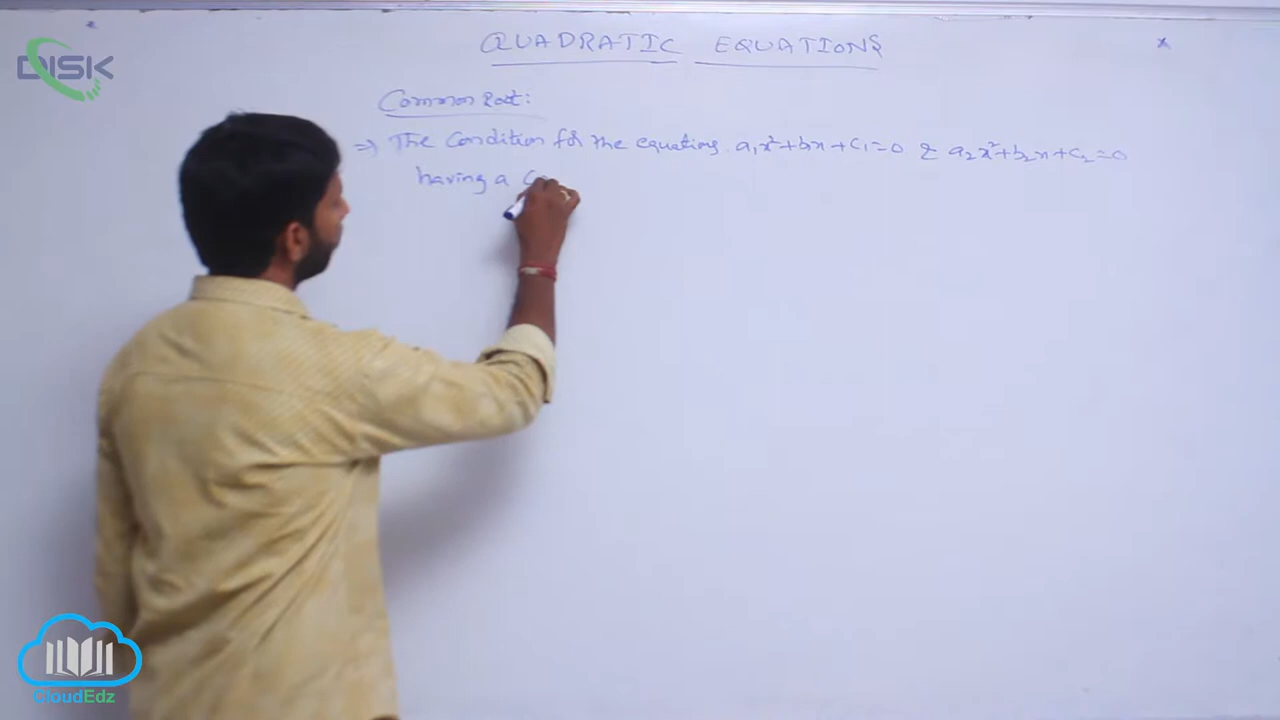 DISK
QUADRATIC EQUATIONS
Common Root:
⇒ The Condition for the equations a₁x²+b₁x+c₁=0 & a₂x²+b₂x+c₂=0
having a Co
CloudEdz